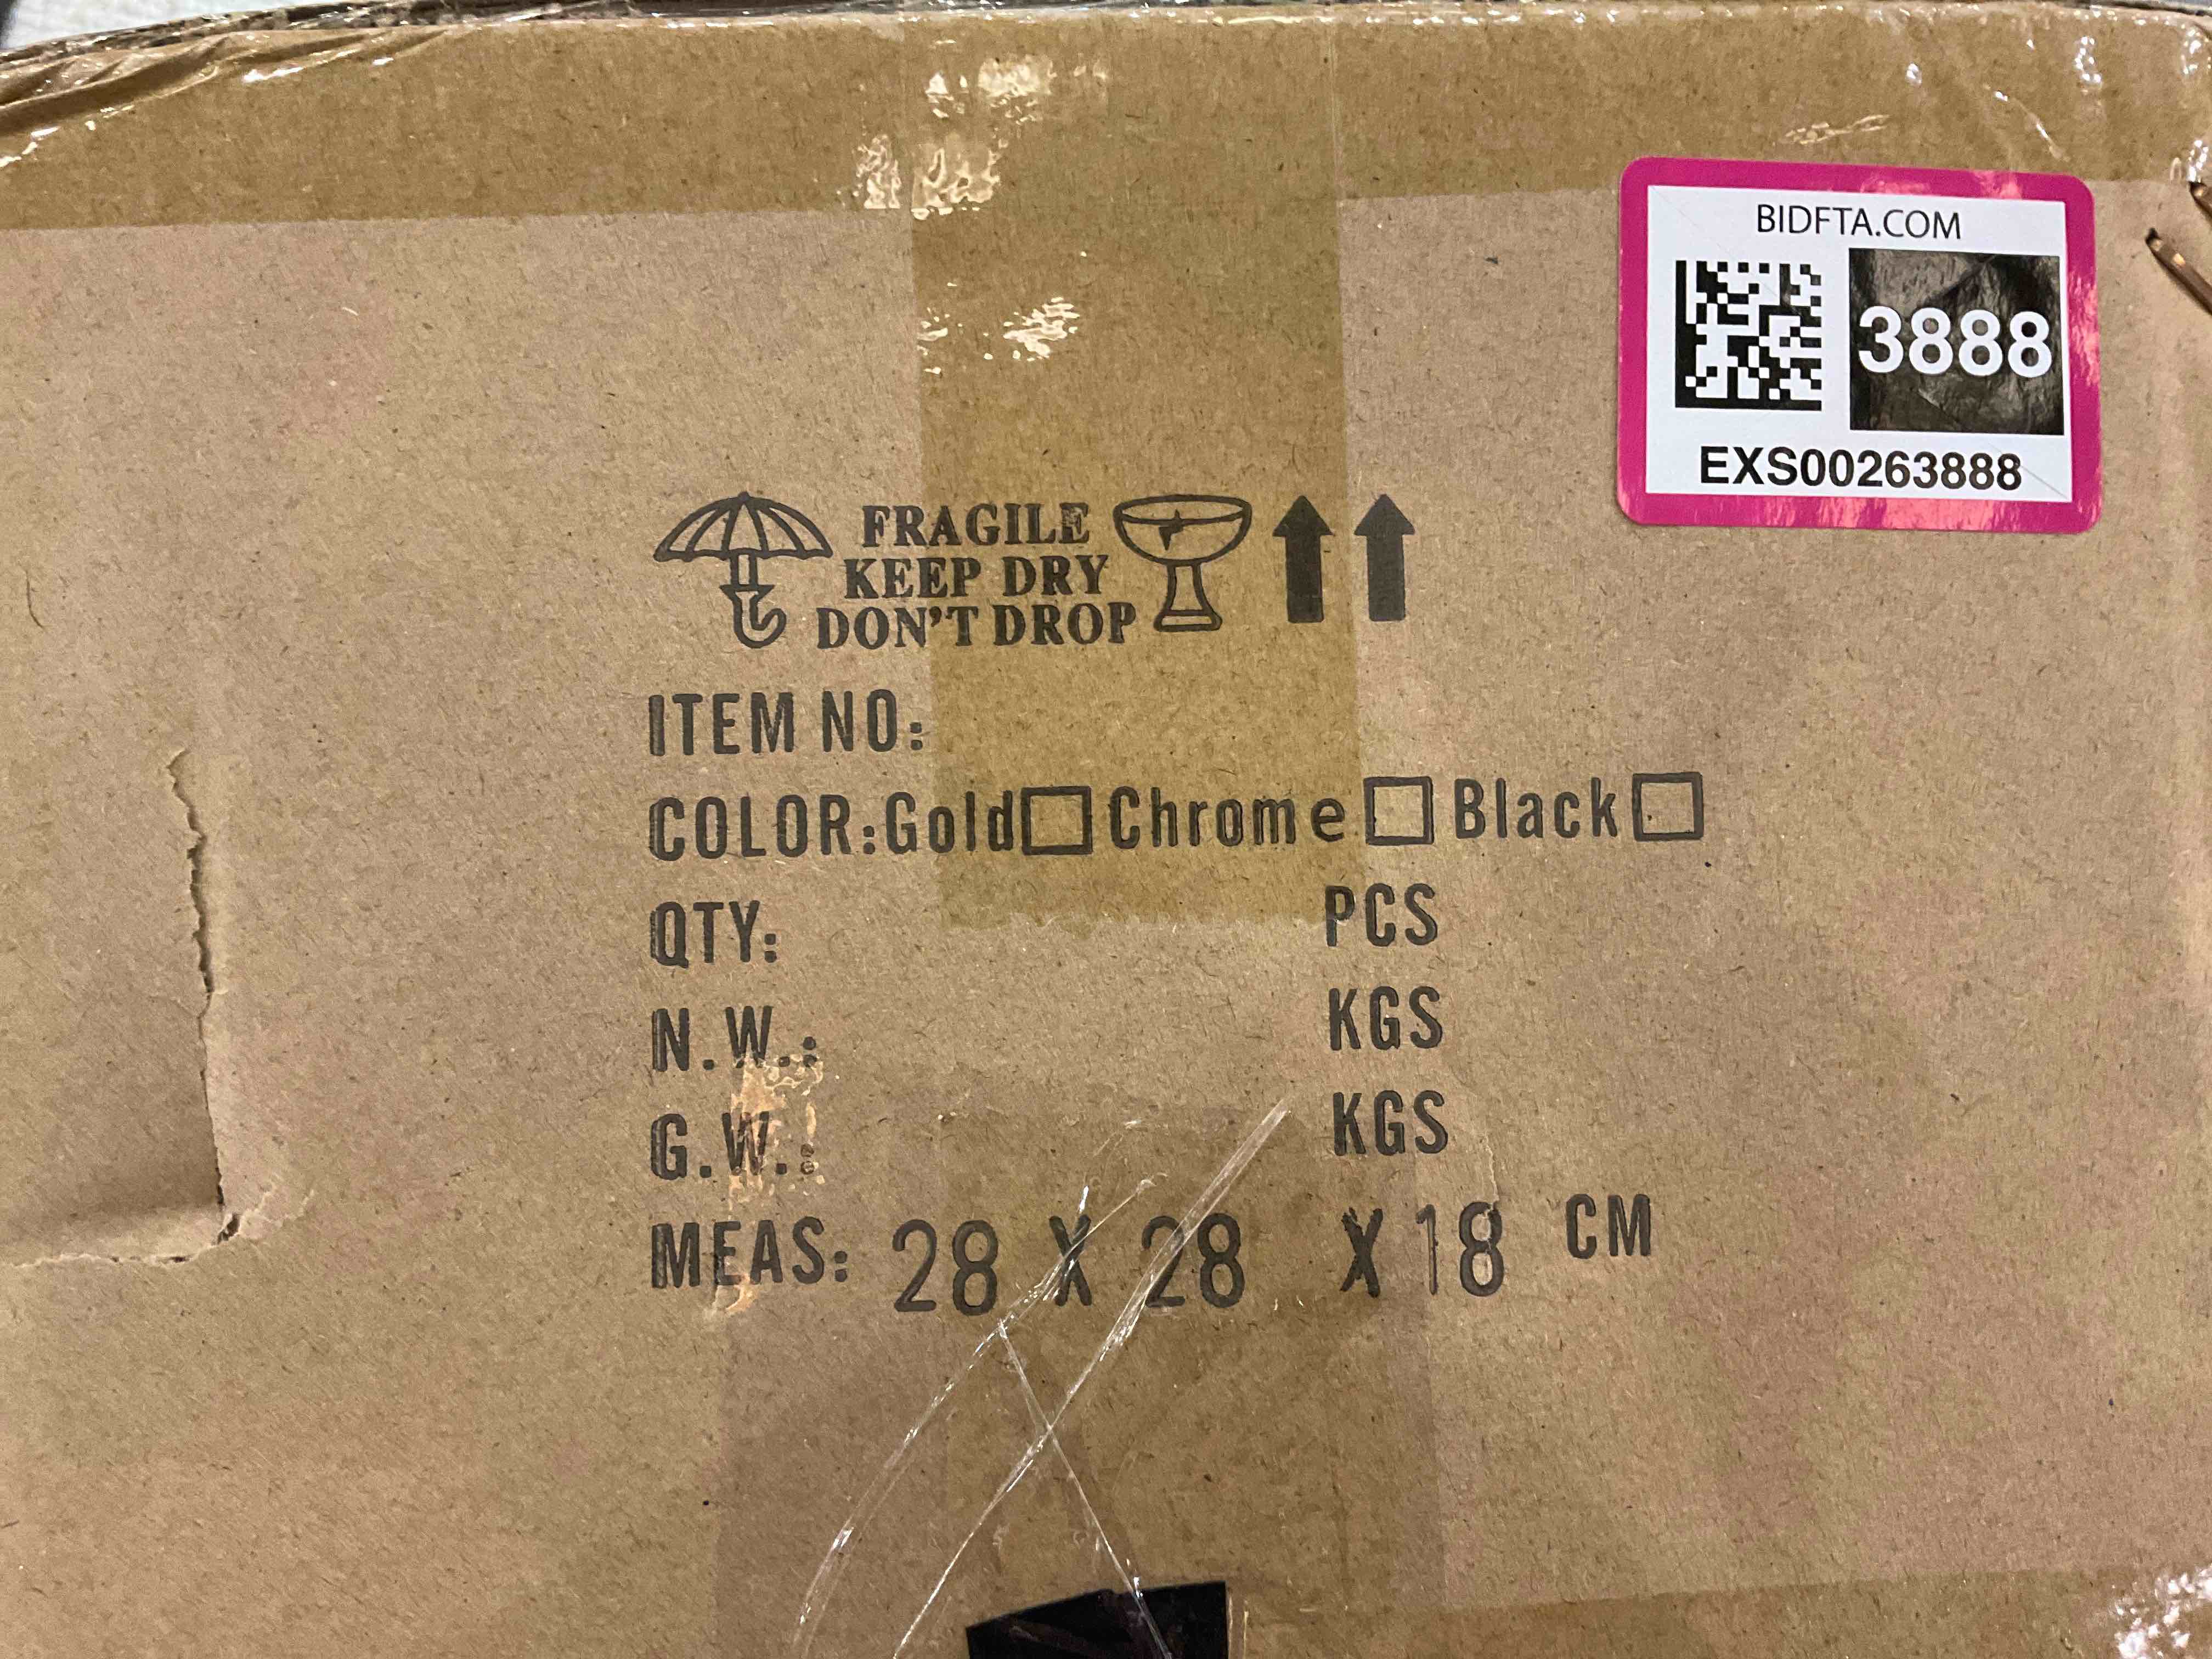 BIDFTA.COM
3888
EXS00263888
FRAGILE
KEEP DRY
DON'T DROP
ITEM NO:
COLOR:Gold□Chrome□Black□
QTY: PCS
N.W.: KGS
G.W.: KGS
MEAS: 28 X 28 X 18 CM